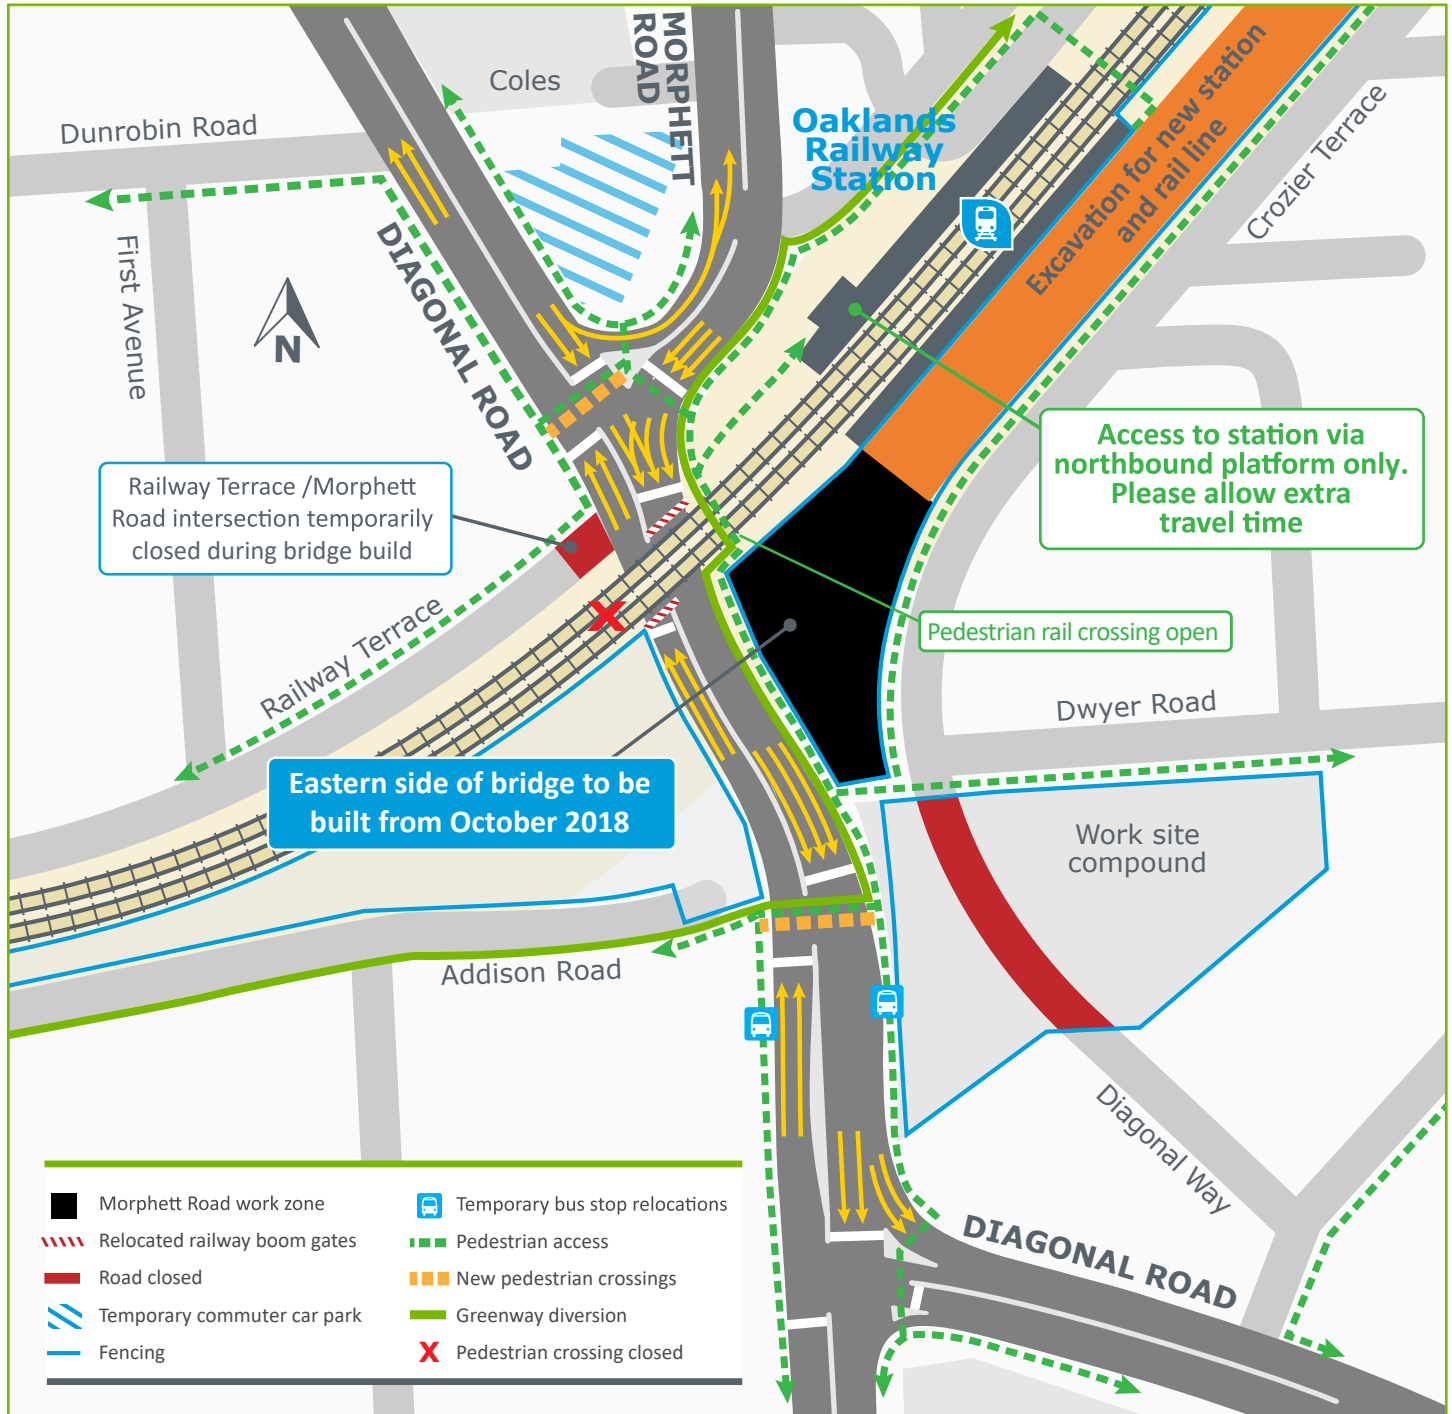 MORPHETT
ROAD
Coles
Dunrobin Road
Oaklands
Railway
Station
Excavation for new station
and rail line
Crozier Terrace
First Avenue
DIAGONAL ROAD
N
Access to station via
northbound platform only.
Please allow extra
travel time
Railway Terrace /Morphett
Road intersection temporarily
closed during bridge build
X
Pedestrian rail crossing open
Railway Terrace
Dwyer Road
Eastern side of bridge to be
built from October 2018
Work site
compound
Addison Road
Diagonal Way
DIAGONAL ROAD
Morphett Road work zone
Relocated railway boom gates
Road closed
Temporary commuter car park
Fencing
Temporary bus stop relocations
Pedestrian access
New pedestrian crossings
Greenway diversion
X Pedestrian crossing closed